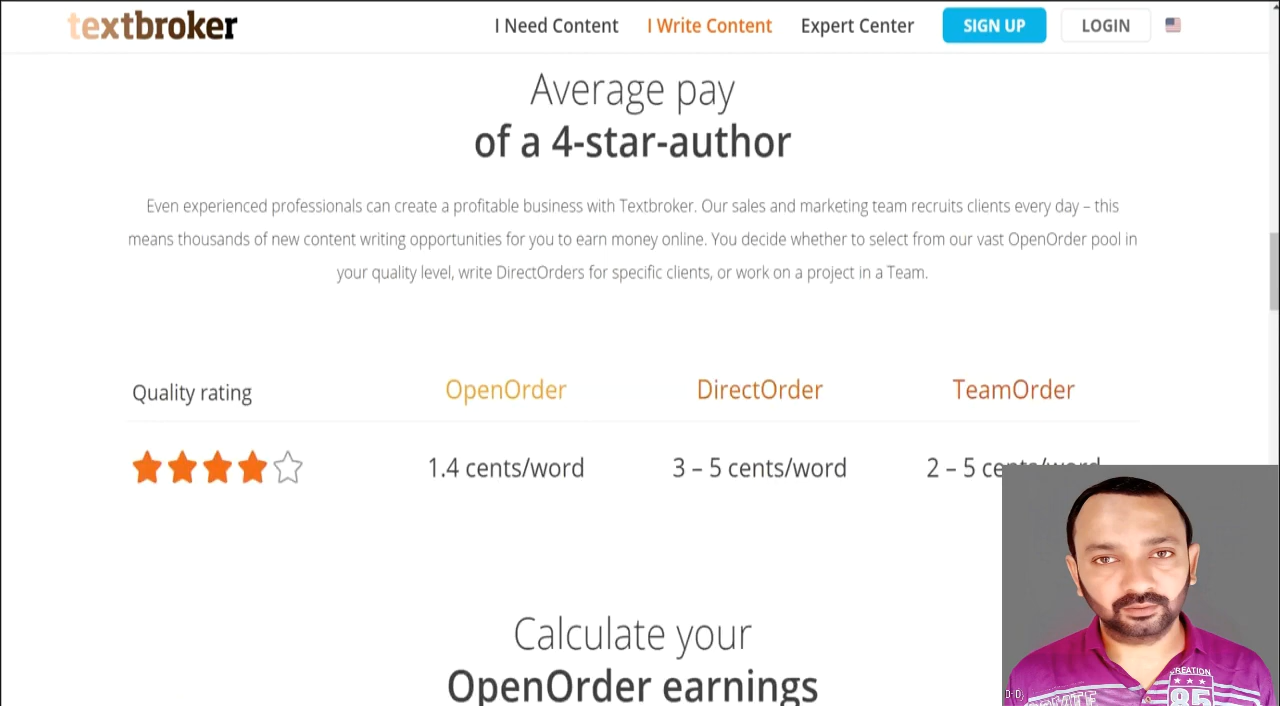 textbroker
I Need Content
I Write Content
Expert Center
SIGN UP
LOGIN
Average pay
of a 4-star-author
Even experienced professionals can create a profitable business with Textbroker. Our sales and marketing team recruits clients every day – this
means thousands of new content writing opportunities for you to earn money online. You decide whether to select from our vast OpenOrder pool in
your quality level, write DirectOrders for specific clients, or work on a project in a Team.
Quality rating
OpenOrder
DirectOrder
TeamOrder
1.4 cents/word
3 – 5 cents/word
2 – 5 cents/word
Calculate your
OpenOrder earnings
CREATION
85